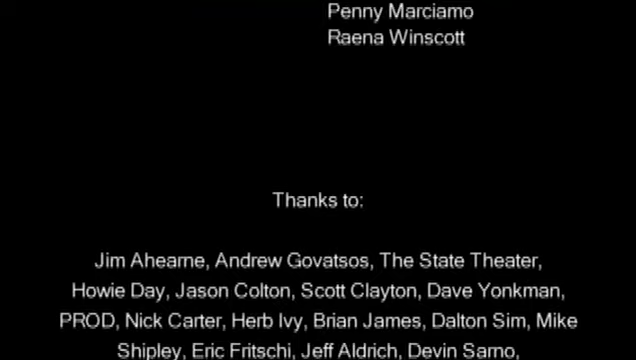 Penny Marciamo
Raena Winscott
Thanks to:
Jim Ahearne, Andrew Govatsos, The State Theater,
Howie Day, Jason Colton, Scott Clayton, Dave Yonkman,
PROD, Nick Carter, Herb Ivy, Brian James, Dalton Sim, Mike
Shipley, Eric Fritschi, Jeff Aldrich, Devin Sarno,